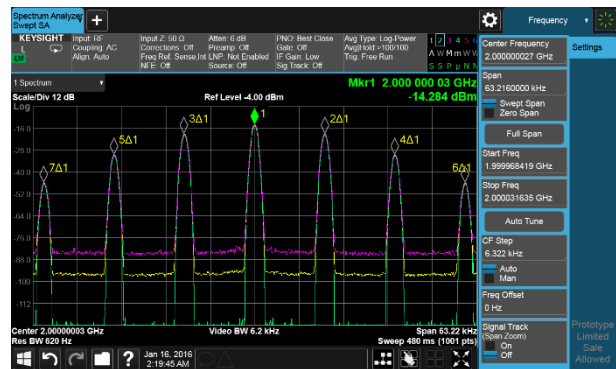 Spectrum Analyzer
Swept SA
+
Frequency
KEYSIGHT
L
Input: RF
Coupling: AC
Align: Auto
Input Z: 50 Ω
Corrections: Off
Freq Ref: Sense,Int
NFE: Off
Atten: 6 dB
Preamp: Off
LNP: Not Enabled
Source: Off
PNO: Best Close
Gate: Off
IF Gain: Low
Sig Track: Off
Avg Type: Log-Power
Avg|Hold:>100/100
Trig: Free Run
1 2 3 4 5 6
A W M W W W
S S P p N N
1 Spectrum
Mkr1 2.000 000 03 GHz
Scale/Div 12 dB
Ref Level -4.00 dBm
-14.284 dBm
Log
-16.0
-28.0
-40.0
-52.0
-64.0
-76.0
-88.0
-100
-112
7Δ1
5Δ1
3Δ1
1
2Δ1
4Δ1
6Δ1
Center 2.00000003 GHz
Video BW 6.2 kHz
Span 63.22 kHz
Res BW 620 Hz
Sweep 480 ms (1001 pts)
Jan 16, 2016
2:19:45 AM
?
Center Frequency
2.000000027 GHz
Settings
Span
63.2160000 kHz
Swept Span
Zero Span
Full Span
Start Freq
1.999968419 GHz
Stop Freq
2.000031635 GHz
Auto Tune
CF Step
6.322 kHz
Auto
Man
Freq Offset
0 Hz
Signal Track
(Span Zoom)
On
Off
Prototype
Limited
Sale
Allowed